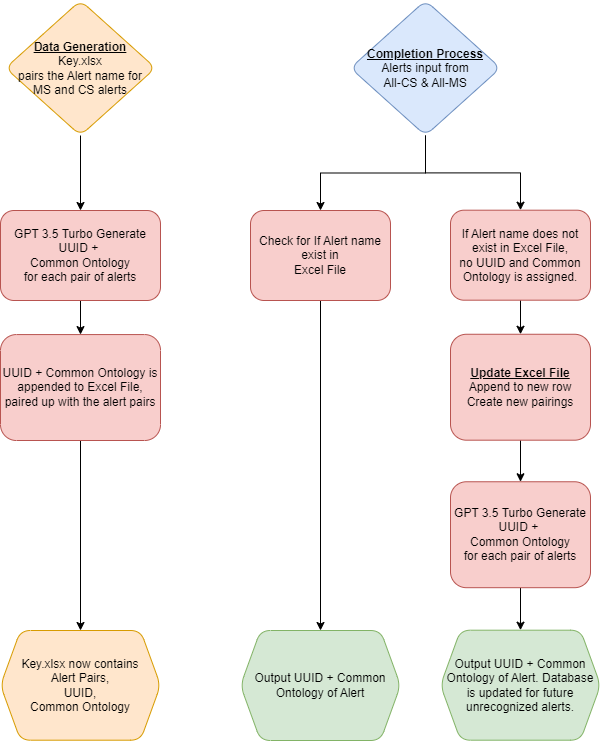 Data Generation
Key.xlsx
pairs the Alert name for
MS and CS alerts
GPT 3.5 Turbo Generate
UUID +
Common Ontology
for each pair of alerts
UUID + Common Ontology is
appended to Excel File,
paired up with the alert pairs
Key.xlsx now contains
Alert Pairs,
UUID,
Common Ontology
Completion Process
Alerts input from
All-CS & All-MS
Check for If Alert name
exist in
Excel File
Output UUID + Common
Ontology of Alert
If Alert name does not
exist in Excel File,
no UUID and Common
Ontology is assigned.
Update Excel File
Append to new row
Create new pairings
GPT 3.5 Turbo Generate
UUID +
Common Ontology
for each pair of alerts
Output UUID + Common
Ontology of Alert. Database
is updated for future
unrecognized alerts.